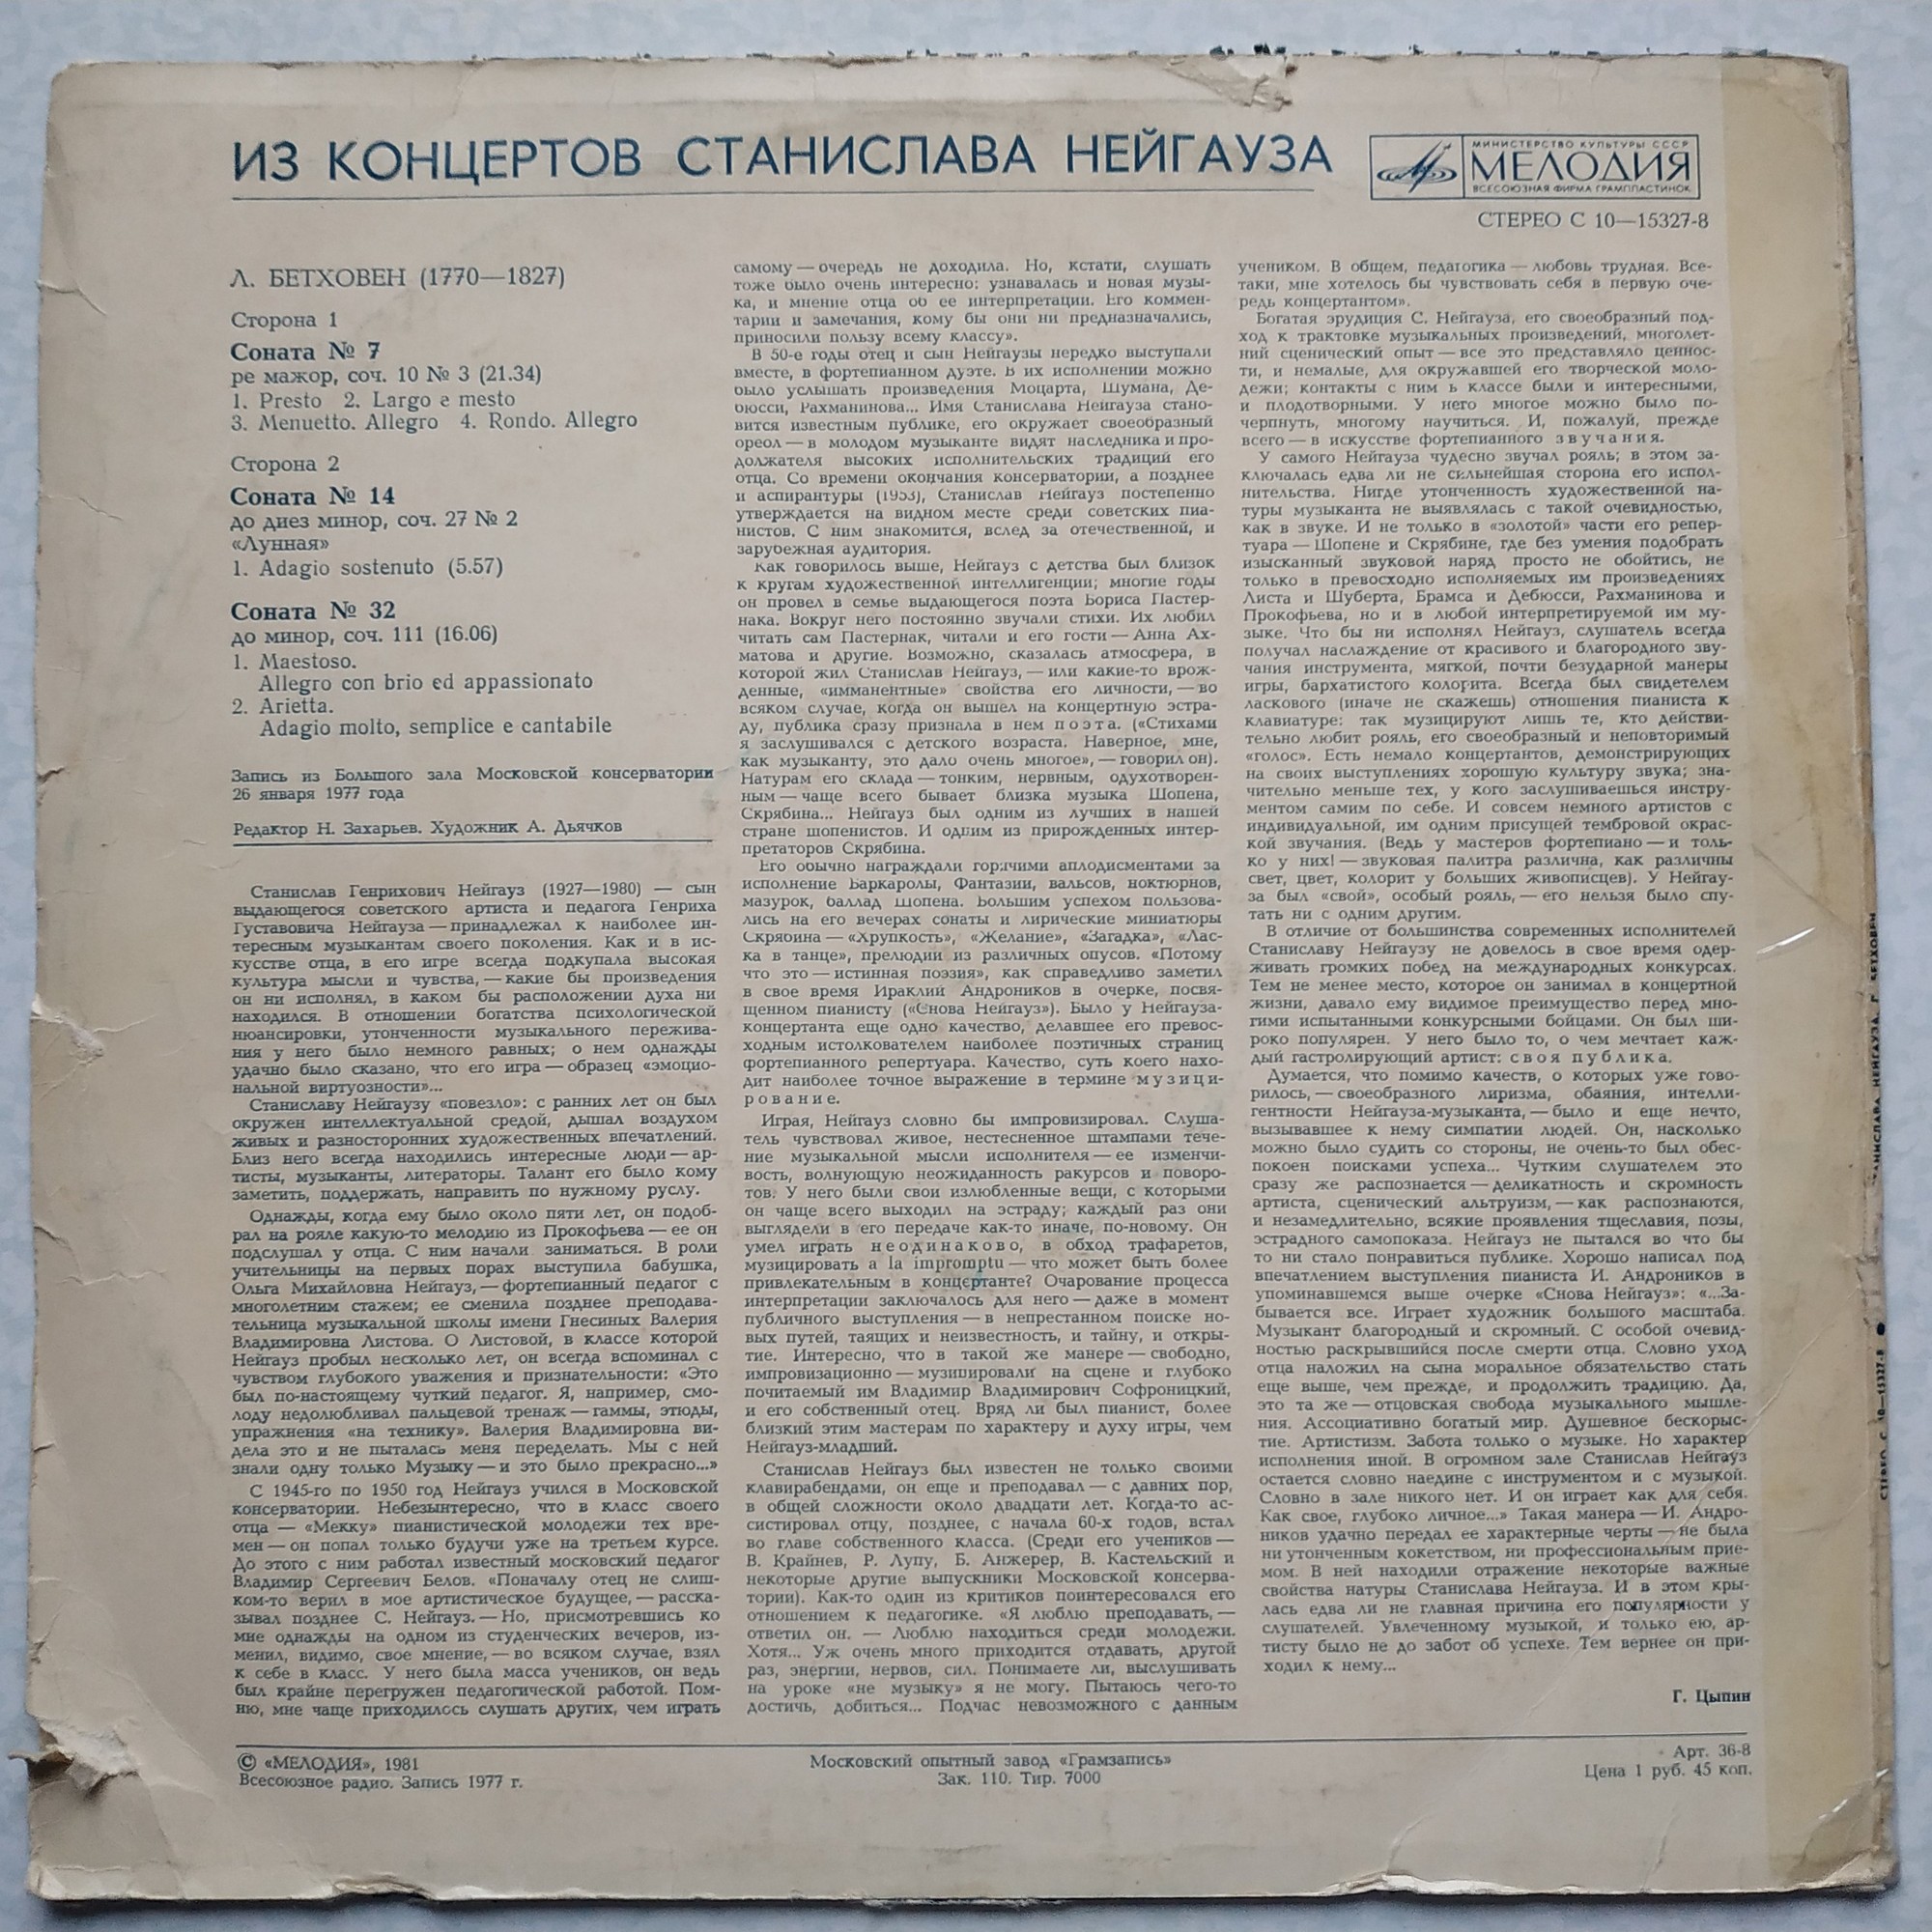 ИЗ КОНЦЕРТОВ СТАНИСЛАВА НЕЙГАУЗА
МИНИСТЕРСТВО КУЛЬТУРЫ СССР
МЕЛОДИЯ
ВСЕСОЮЗНАЯ ФИРМА ГРАМПЛАСТИНОК
СТЕРЕО С 10—15327-8
Л. БЕТХОВЕН (1770—1827)
Сторона 1
Соната № 7
ре мажор, соч. 10 № 3 (21.34)
1. Presto 2. Largo e mesto
3. Menuetto. Allegro 4. Rondo. Allegro
Сторона 2
Соната № 14
до диез минор, соч. 27 № 2
«Лунная»
1. Adagio sostenuto (5.57)
Соната № 32
до минор, соч. 111 (16.06)
1. Maestoso.
Allegro con brio ed appassionato
2. Arietta.
Adagio molto, semplice e cantabile
Запись из Большого зала Московской консерватории
26 января 1977 года
Редактор Н. Захарьев. Художник А. Дьячков
Станислав Генрихович Нейгауз (1927—1980) — сын
выдающегося советского артиста и педагога Генриха
Густавовича Нейгауза — принадлежал к наиболее ин-
тересным музыкантам своего поколения. Как и в ис-
кусстве отца, в его игре всегда подкупала высокая
культура мысли и чувства, — какие бы произведения
он ни исполнял, в каком бы расположении духа ни
находился. В отношении богатства психологической
нюансировки, утонченности музыкального пережива-
ния у него было немного равных; о нем однажды
удачно было сказано, что его игра — образец «эмоцио-
нальной виртуозности»...
Станиславу Нейгаузу «повезло»: с ранних лет он был
окружен интеллектуальной средой, дышал воздухом
живых и разносторонних художественных впечатлений.
Близ него всегда находились интересные люди — ар-
тисты, музыканты, литераторы. Талант его было кому
заметить, поддержать, направить по нужному руслу.
Однажды, когда ему было около пяти лет, он подоб-
рал на рояле какую-то мелодию из Прокофьева — ее он
подслушал у отца. С ним начали заниматься. В роли
учительницы на первых порах выступила бабушка,
Ольга Михайловна Нейгауз, — фортепианный педагог с
многолетним стажем; ее сменила позднее преподава-
тельница музыкальной школы имени Гнесиных Валерия
Владимировна Листова. О Листовой, в классе которой
Нейгауз пробыл несколько лет, он всегда вспоминал с
чувством глубокого уважения и признательности: «Это
был по-настоящему чуткий педагог. Я, например, смо-
лоду недолюбливал пальцевой тренаж — гаммы, этюды,
упражнения «на технику». Валерия Владимировна ви-
дела это и не пыталась меня переделать. Мы с ней
знали одну только Музыку — и это было прекрасно...»
С 1945-го по 1950 год Нейгауз учился в Московской
консерватории. Небезынтересно, что в класс своего
отца — «Мекку» пианистической молодежи тех вре-
мен — он попал только будучи уже на третьем курсе.
До этого с ним работал известный московский педагог
Владимир Сергеевич Белов. «Поначалу отец не слиш-
ком-то верил в мое артистическое будущее, — расска-
зывал позднее С. Нейгауз. — Но, присмотревшись ко
мне однажды на одном из студенческих вечеров, из-
менил, видимо, свое мнение, — во всяком случае, взял
к себе в класс. У него была масса учеников, он ведь
был крайне перегружен педагогической работой. Пом-
ню, мне чаще приходилось слушать других, чем играть
самому — очередь не доходила. Но, кстати, слушать
тоже было очень интересно: узнавалась и новая музы-
ка, и мнение отца об ее интерпретации. Его коммен-
тарии и замечания, кому бы они ни предназначались,
приносили пользу всему классу».
В 50-е годы отец и сын Нейгаузы нередко выступали
вместе, в фортепианном дуэте. В их исполнении можно
было услышать произведения Моцарта, Шумана, Де-
бюсси, Рахманинова... Имя Станислава Нейгауза стано-
вится известным публике, его окружает своеобразный
ореол — в молодом музыканте видят наследника и про-
должателя высоких исполнительских традиций его
отца. Со времени окончания консерватории, а позднее
и аспирантуры (1953), Станислав Нейгауз постепенно
утверждается на видном месте среди советских пиа-
нистов. С ним знакомится, вслед за отечественной, и
зарубежная аудитория.
Как говорилось выше, Нейгауз с детства был близок
к кругам художественной интеллигенции; многие годы
он провел в семье выдающегося поэта Бориса Пастер-
нака. Вокруг него постоянно звучали стихи. Их любил
читать сам Пастернак, читали и его гости — Анна Ах-
матова и другие. Возможно, сказалась атмосфера, в
которой жил Станислав Нейгауз, — или какие-то врож-
денные, «имманентные» свойства его личности, — во
всяком случае, когда он вышел на концертную эстра-
ду, публика сразу признала в нем поэта. («Стихами
я заслушивался с детского возраста. Наверное, мне,
как музыканту, это дало очень многое», — говорил он).
Натурам его склада — тонким, нервным, одухотворен-
ным — чаще всего бывает близка музыка Шопена,
Скрябина... Нейгауз был одним из лучших в нашей
стране шопенистов. И одним из прирожденных интер-
претаторов Скрябина.
Его обычно награждали горячими аплодисментами за
исполнение Баркаролы, Фантазии, вальсов, ноктюрнов,
мазурок, баллад Шопена. Большим успехом пользова-
лись на его вечерах сонаты и лирические миниатюры
Скрябина — «Хрупкость», «Желание», «Загадка», «Лас-
ка в танце», прелюдии из различных опусов. «Потому
что это — истинная поэзия», как справедливо заметил
в свое время Ираклий Андроников в очерке, посвя-
щенном пианисту («Снова Нейгауз»). Было у Нейгауза-
концертанта еще одно качество, делавшее его превос-
ходным истолкователем наиболее поэтичных страниц
фортепианного репертуара. Качество, суть коего нахо-
дит наиболее точное выражение в термине музици-
рование.
Играя, Нейгауз словно бы импровизировал. Слуша-
тель чувствовал живое, нестесненное штампами тече-
ние музыкальной мысли исполнителя — ее изменчи-
вость, волнующую неожиданность ракурсов и поворо-
тов. У него были свои излюбленные вещи, с которыми
он чаще всего выходил на эстраду; каждый раз они
выглядели в его передаче как-то иначе, по-новому. Он
умел играть неодинаково, в обход трафаретов,
музицировать a la impromptu — что может быть более
привлекательным в концертанте? Очарование процесса
интерпретации заключалось для него — даже в момент
публичного выступления — в непрестанном поиске но-
вых путей, таящих и неизвестность, и тайну, и откры-
тие. Интересно, что в такой же манере — свободно,
импровизационно — музицировали на сцене и глубоко
почитаемый им Владимир Владимирович Софроницкий,
и его собственный отец. Вряд ли был пианист, более
близкий этим мастерам по характеру и духу игры, чем
Нейгауз-младший.
Станислав Нейгауз был известен не только своими
клавирабендами, он еще и преподавал — с давних пор,
в общей сложности около двадцати лет. Когда-то ас-
систировал отцу, позднее, с начала 60-х годов, встал
во главе собственного класса. (Среди его учеников —
В. Крайнев, Р. Лупу, Б. Анжерер, В. Кастельский и
некоторые другие выпускники Московской консерва-
тории). Как-то один из критиков поинтересовался его
отношением к педагогике. «Я люблю преподавать, —
ответил он. — Люблю находиться среди молодежи.
Хотя... Уж очень много приходится отдавать, другой
раз, энергии, нервов, сил. Понимаете ли, выслушивать
на уроке «не музыку» я не могу. Пытаюсь чего-то
достичь, добиться... Подчас невозможного с данным
учеником. В общем, педагогика — любовь трудная. Все-
таки, мне хотелось бы чувствовать себя в первую оче-
редь концертантом».
Богатая эрудиция С. Нейгауза, его своеобразный под-
ход к трактовке музыкальных произведений, многолет-
ний сценический опыт — все это представляло ценнос-
ти, и немалые, для окружавшей его творческой моло-
дежи; контакты с ним в классе были и интересными,
и плодотворными. У него многое можно было по-
черпнуть, многому научиться. И, пожалуй, прежде
всего — в искусстве фортепианного звучания.
У самого Нейгауза чудесно звучал рояль; в этом за-
ключалась едва ли не сильнейшая сторона его испол-
нительства. Нигде утонченность художественной на-
туры музыканта не выявлялась с такой очевидностью,
как в звуке. И не только в «золотой» части его репер-
туара — Шопене и Скрябине, где без умения подобрать
изысканный звуковой наряд просто не обойтись, не
только в превосходно исполняемых им произведениях
Листа и Шуберта, Брамса и Дебюсси, Рахманинова и
Прокофьева, но и в любой интерпретируемой им му-
зыке. Что бы ни исполнял Нейгауз, слушатель всегда
получал наслаждение от красивого и благородного зву-
чания инструмента, мягкой, почти безударной манеры
игры, бархатистого колорита. Всегда был свидетелем
ласкового (иначе не скажешь) отношения пианиста к
клавиатуре: так музицируют лишь те, кто действи-
тельно любит рояль, его своеобразный и неповторимый
«голос». Есть немало концертантов, демонстрирующих
на своих выступлениях хорошую культуру звука; зна-
чительно меньше тех, у кого заслушиваешься инстру-
ментом самим по себе. И совсем немного артистов с
индивидуальной, им одним присущей тембровой окрас-
кой звучания. (Ведь у мастеров фортепиано — и толь-
ко у них! — звуковая палитра различна, как различны
свет, цвет, колорит у больших живописцев). У Нейгау-
за был «свой», особый рояль, — его нельзя было спу-
тать ни с одним другим.
В отличие от большинства современных исполнителей
Станиславу Нейгаузу не довелось в свое время одер-
живать громких побед на международных конкурсах.
Тем не менее место, которое он занимал в концертной
жизни, давало ему видимое преимущество перед мно-
гими испытанными конкурсными бойцами. Он был ши-
роко популярен. У него было то, о чем мечтает каж-
дый гастролирующий артист: своя публика.
Думается, что помимо качеств, о которых уже гово-
рилось, — своеобразного лиризма, обаяния, интелли-
гентности Нейгауза-музыканта, — было и еще нечто,
вызывавшее к нему симпатии людей. Он, насколько
можно было судить со стороны, не очень-то был обес-
покоен поисками успеха... Чутким слушателем это
сразу же распознается — деликатность и скромность
артиста, сценический альтруизм, — как распознаются,
и незамедлительно, всякие проявления тщеславия, позы,
эстрадного самопоказа. Нейгауз не пытался во что бы
то ни стало понравиться публике. Хорошо написал под
впечатлением выступления пианиста И. Андроников в
упоминавшемся выше очерке «Снова Нейгауз»: «...За-
бывается все. Играет художник большого масштаба.
Музыкант благородный и скромный. С особой очевид-
ностью раскрывшийся после смерти отца. Словно уход
отца наложил на сына моральное обязательство стать
еще выше, чем прежде, и продолжить традицию. Да,
это та же — отцовская свобода музыкального мышле-
ния. Ассоциативно богатый мир. Душевное бескорыс-
тие. Артистизм. Забота только о музыке. Но характер
исполнения иной. В огромном зале Станислав Нейгауз
остается словно наедине с инструментом и с музыкой.
Словно в зале никого нет. И он играет как для себя.
Как свое, глубоко личное...» Такая манера — И. Андро-
ников удачно передал ее характерные черты — не была
ни утонченным кокетством, ни профессиональным прие-
мом. В ней находили отражение некоторые важные
свойства натуры Станислава Нейгауза. И в этом кры-
лась едва ли не главная причина его популярности у
слушателей. Увлеченному музыкой, и только ею, ар-
тисту было не до забот об успехе. Тем вернее он при-
ходил к нему...
Г. Цыпин
© «МЕЛОДИЯ», 1981
Всесоюзное радио. Запись 1977 г.
Московский опытный завод «Грамзапись»
Зак. 110. Тир. 7000
Арт. 36-8
Цена 1 руб. 45 коп.